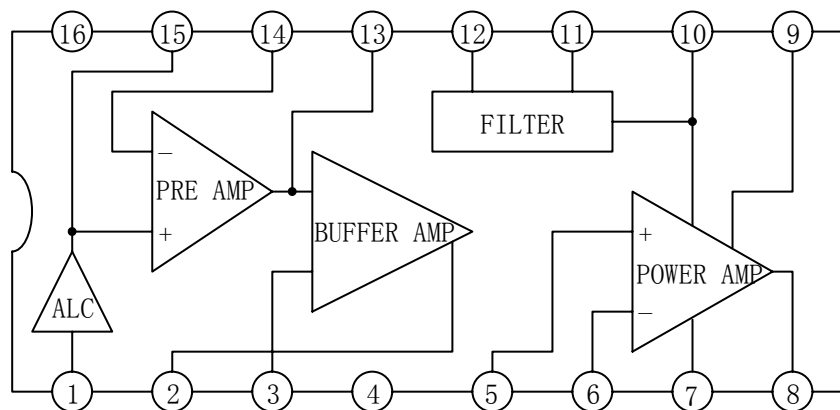 16 15 14 13 12 11 10 9
FILTER
−
PRE AMP
+
BUFFER AMP
+
POWER AMP
−
ALC
1 2 3 4 5 6 7 8